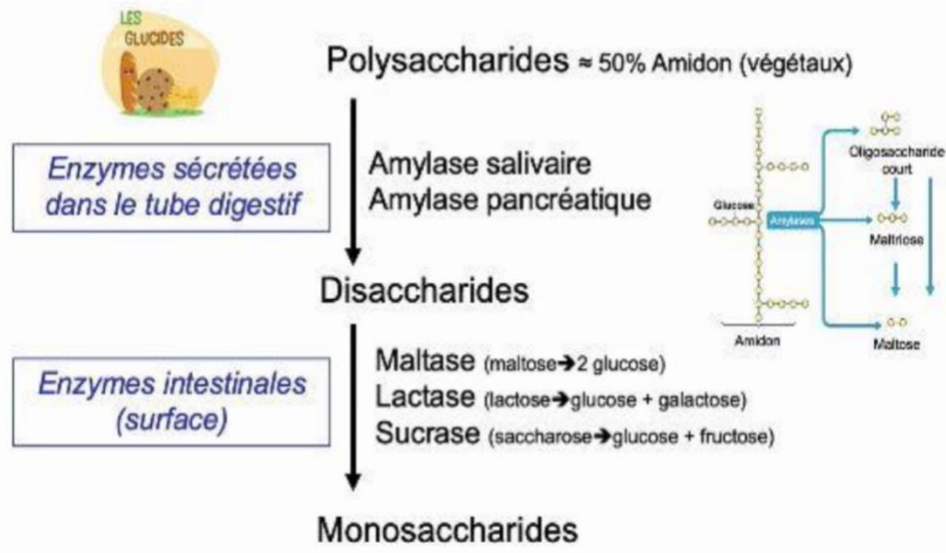 LES
GLUCIDES
Polysaccharides ≈ 50% Amidon (végétaux)
Enzymes sécrétées
dans le tube digestif
Amylase salivaire
Amylase pancréatique
Oligosaccharide
court
Glucose
Amylases
Maltriose
Amidon
Maltose
Disaccharides
Enzymes intestinales
(surface)
Maltase (maltose➔2 glucose)
Lactase (lactose➔glucose + galactose)
Sucrase (saccharose➔glucose + fructose)
Monosaccharides